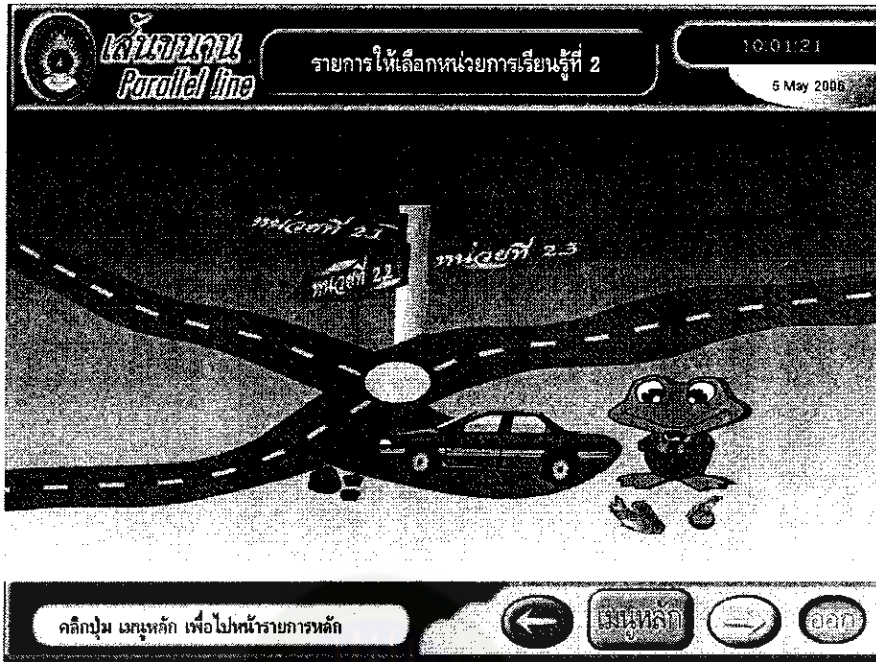 เส้นขนาน
Parallel line
รายการให้เลือกหน่วยการเรียนรู้ที่ 2
10:01:21
5 May 2006
หน่วยที่ 2.1
หน่วยที่ 2.2
หน่วยที่ 2.3
คลิกปุ่ม เมนูหลัก เพื่อไปหน้ารายการหลัก
เมนูหลัก
ออก